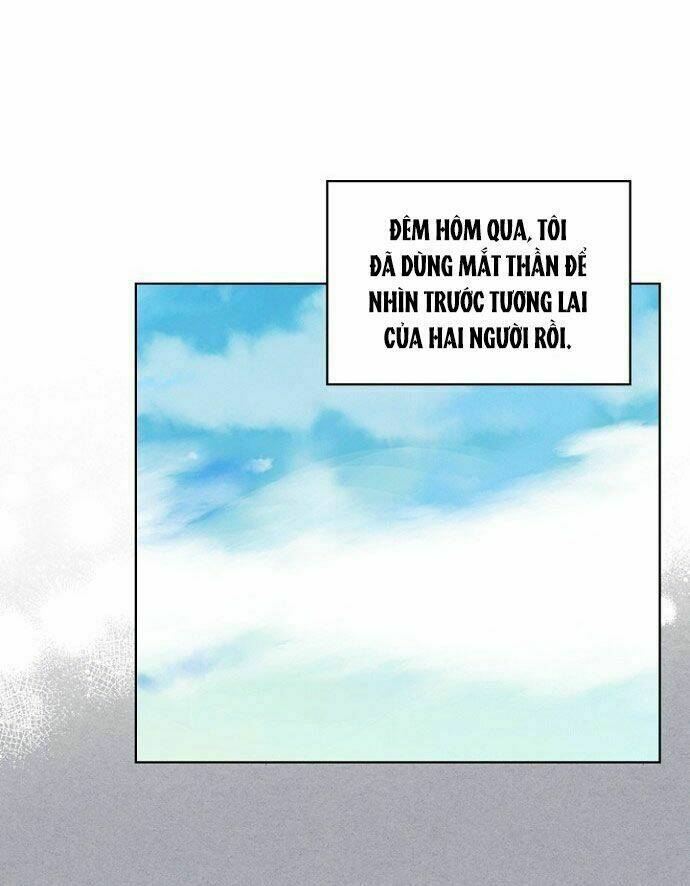 ĐÊM HÔM QUA, TÔI
ĐÃ DÙNG MẮT THẦN ĐỂ
NHÌN TRƯỚC TƯƠNG LAI
CỦA HAI NGƯỜI RỒI.